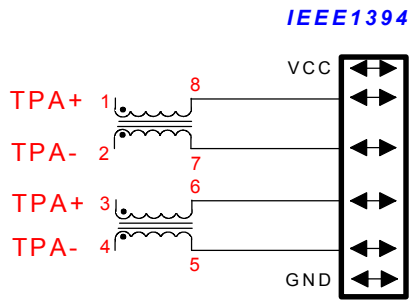 IEEE1394
VCC
8
TPA+ 1
TPA- 2
7
6
TPA+ 3
TPA- 4
5
GND